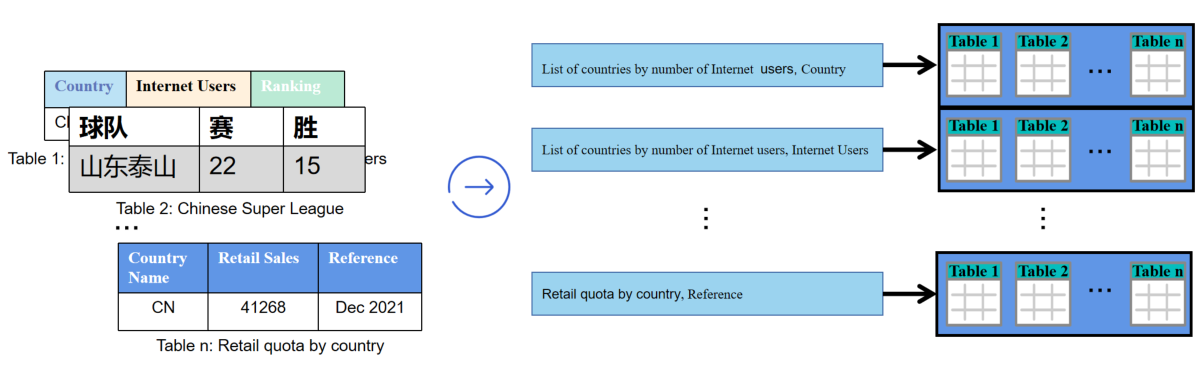 Country Internet Users Ranking
球队 赛 胜
山东泰山 22 15
Table 1: ers
Table 2: Chinese Super League
...
Country Name Retail Sales Reference
CN 41268 Dec 2021
Table n: Retail quota by country
List of countries by number of Internet users, Country
Table 1 Table 2 ... Table n
List of countries by number of Internet users, Internet Users
Table 1 Table 2 ... Table n
Retail quota by country, Reference
Table 1 Table 2 ... Table n